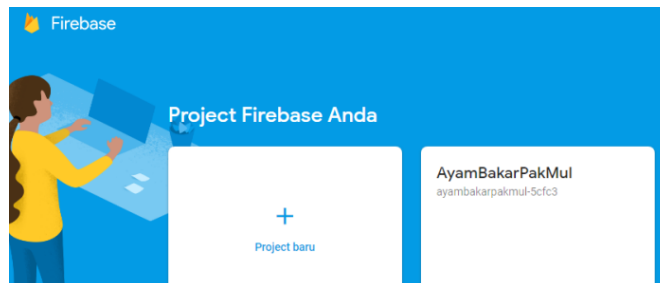 Firebase
Project Firebase Anda
AyamBakarPakMul
ayambakarpakmul-5cfc3
+
Project baru